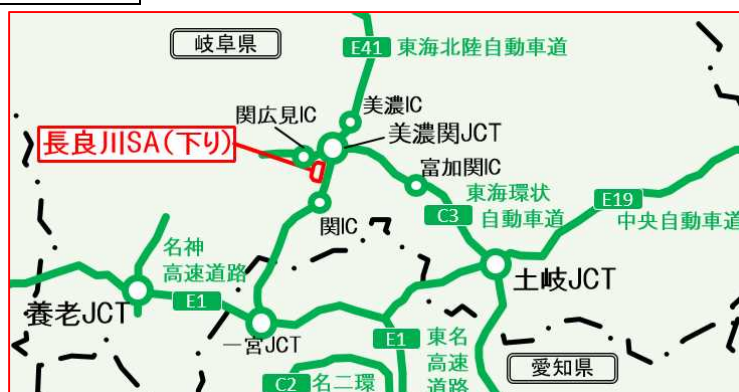 岐阜県
E41 東海北陸自動車道
関広見IC
美濃IC
長良川SA(下り)
美濃関JCT
富加関IC
関IC
東海環状
自動車道
C3
E19
中央自動車道
名神
高速道路
E1
養老JCT
土岐JCT
一宮JCT
E1
東名
高速
道路
愛知県
C2 名二環